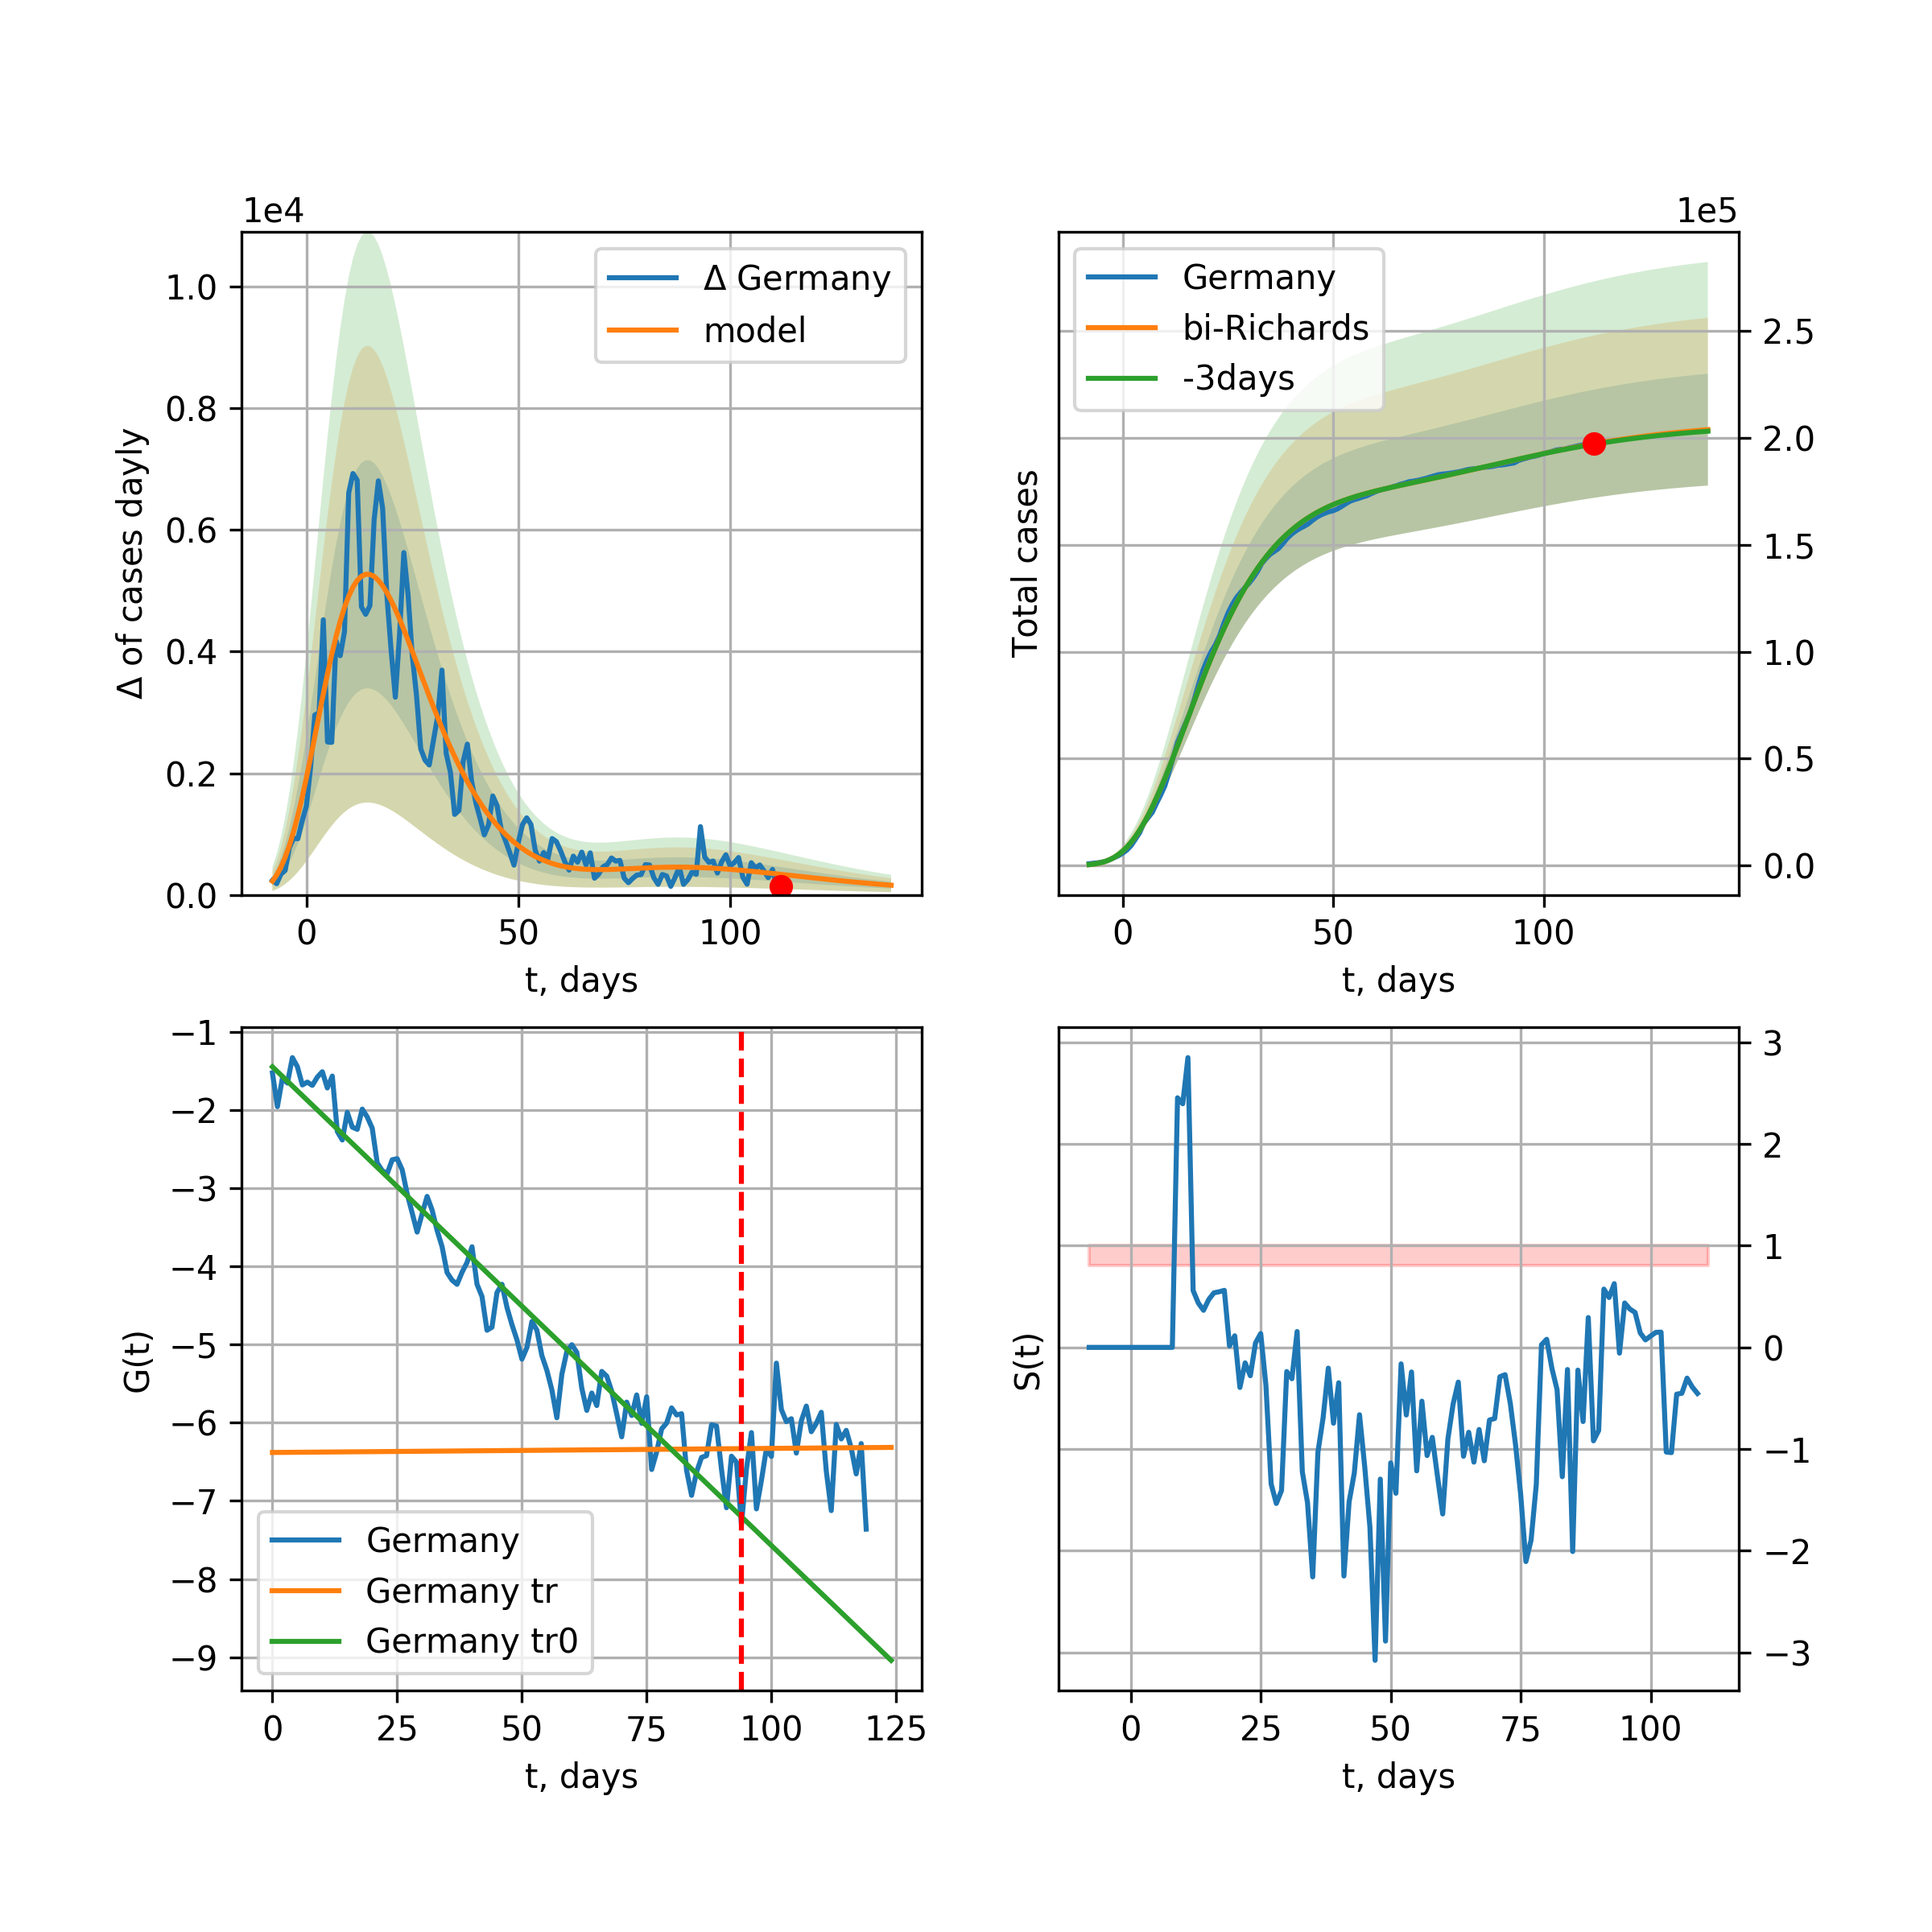 1e4
Δ of cases dayly
1.0
0.8
0.6
0.4
0.2
0.0
Δ Germany
model
0 50 100
t, days
1e5
Total cases
Germany
bi-Richards
-3days
2.5
2.0
1.5
1.0
0.5
0.0
0 50 100
t, days
G(t)
−1
−2
−3
−4
−5
−6
−7
−8
−9
Germany
Germany tr
Germany tr0
0 25 50 75 100 125
t, days
S(t)
3
2
1
0
−1
−2
−3
0 25 50 75 100
t, days